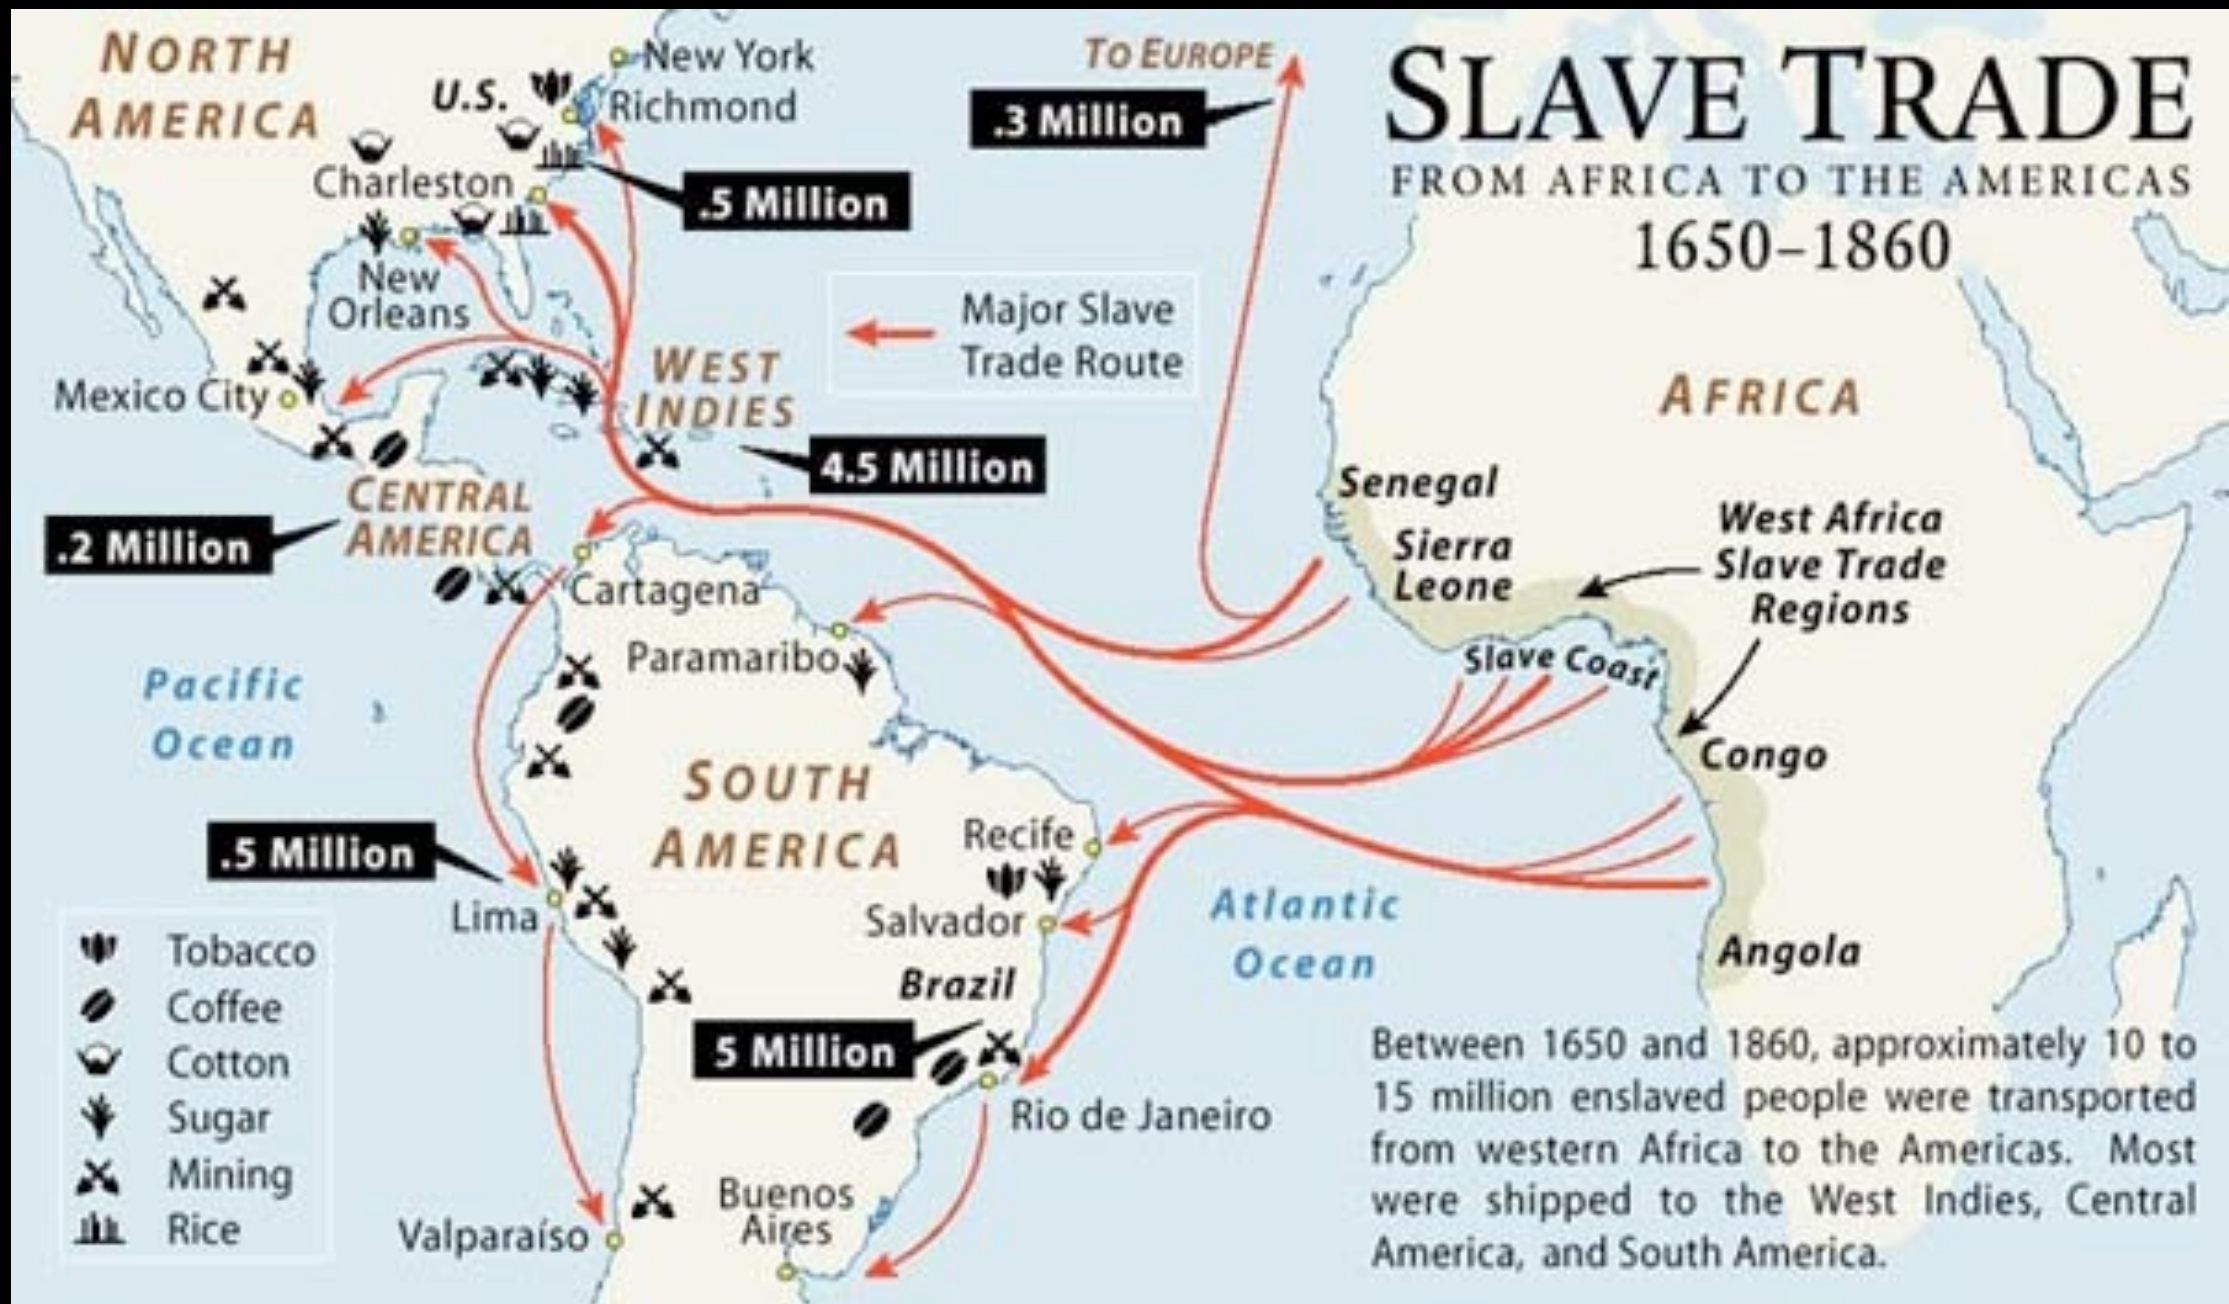 SLAVE TRADE
FROM AFRICA TO THE AMERICAS
1650–1860
NORTH
AMERICA
U.S.
New York
Richmond
Charleston
.5 Million
New
Orleans
Mexico City
TO EUROPE
.3 Million
Major Slave
Trade Route
WEST
INDIES
4.5 Million
CENTRAL
AMERICA
.2 Million
Cartagena
Paramaribo
Pacific
Ocean
SOUTH
AMERICA
.5 Million
Lima
Recife
Salvador
Brazil
5 Million
Rio de Janeiro
Buenos
Aires
Valparaíso
Atlantic
Ocean
AFRICA
Senegal
Sierra
Leone
West Africa
Slave Trade
Regions
Slave Coast
Congo
Angola
Tobacco
Coffee
Cotton
Sugar
Mining
Rice
Between 1650 and 1860, approximately 10 to
15 million enslaved people were transported
from western Africa to the Americas. Most
were shipped to the West Indies, Central
America, and South America.